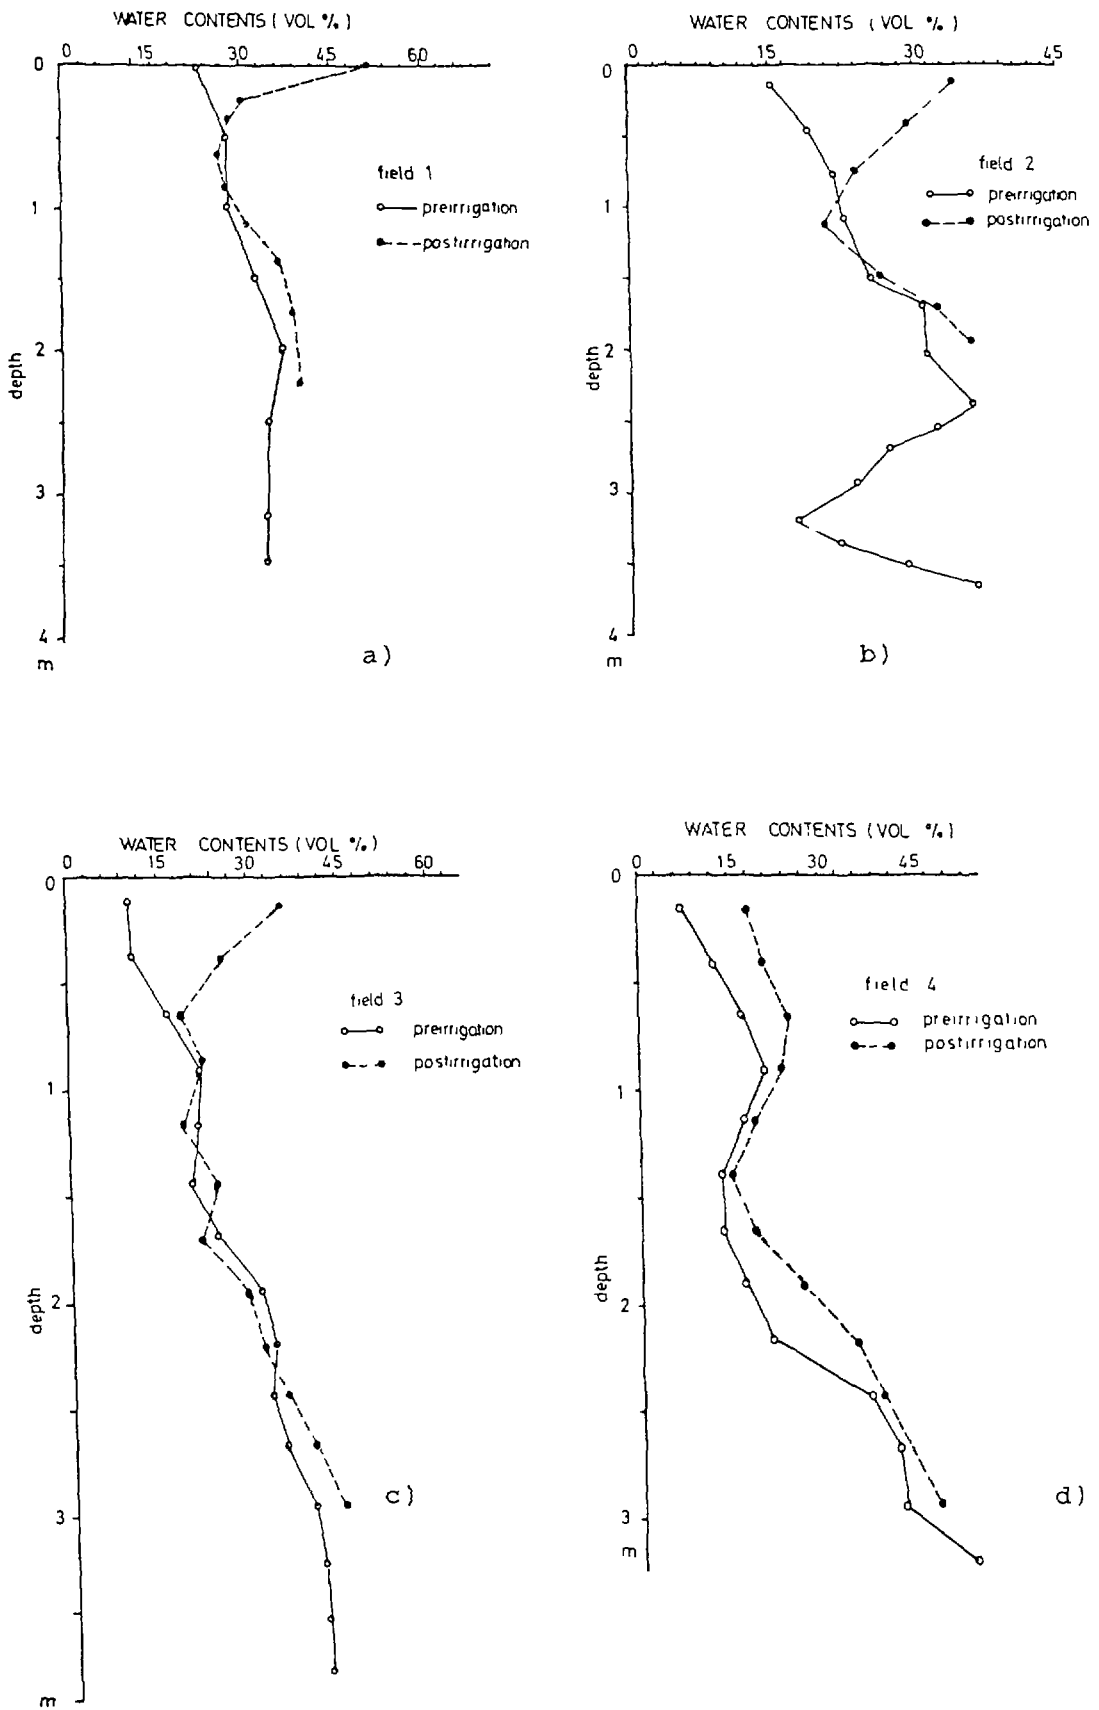 WATER CONTENTS ( VOL %)
0 15 30 45 60
0
1
2
3
4
m
depth
field 1
preirrigation
postirrigation
a)
WATER CONTENTS ( VOL %)
0 15 30 45
0
1
2
3
4
m
depth
field 2
preirrigation
postirrigation
b)
WATER CONTENTS ( VOL %)
0 15 30 45 60
0
1
2
3
m
depth
field 3
preirrigation
postirrigation
c)
WATER CONTENTS ( VOL %)
0 15 30 45
0
1
2
3
m
depth
field 4
preirrigation
postirrigation
d)